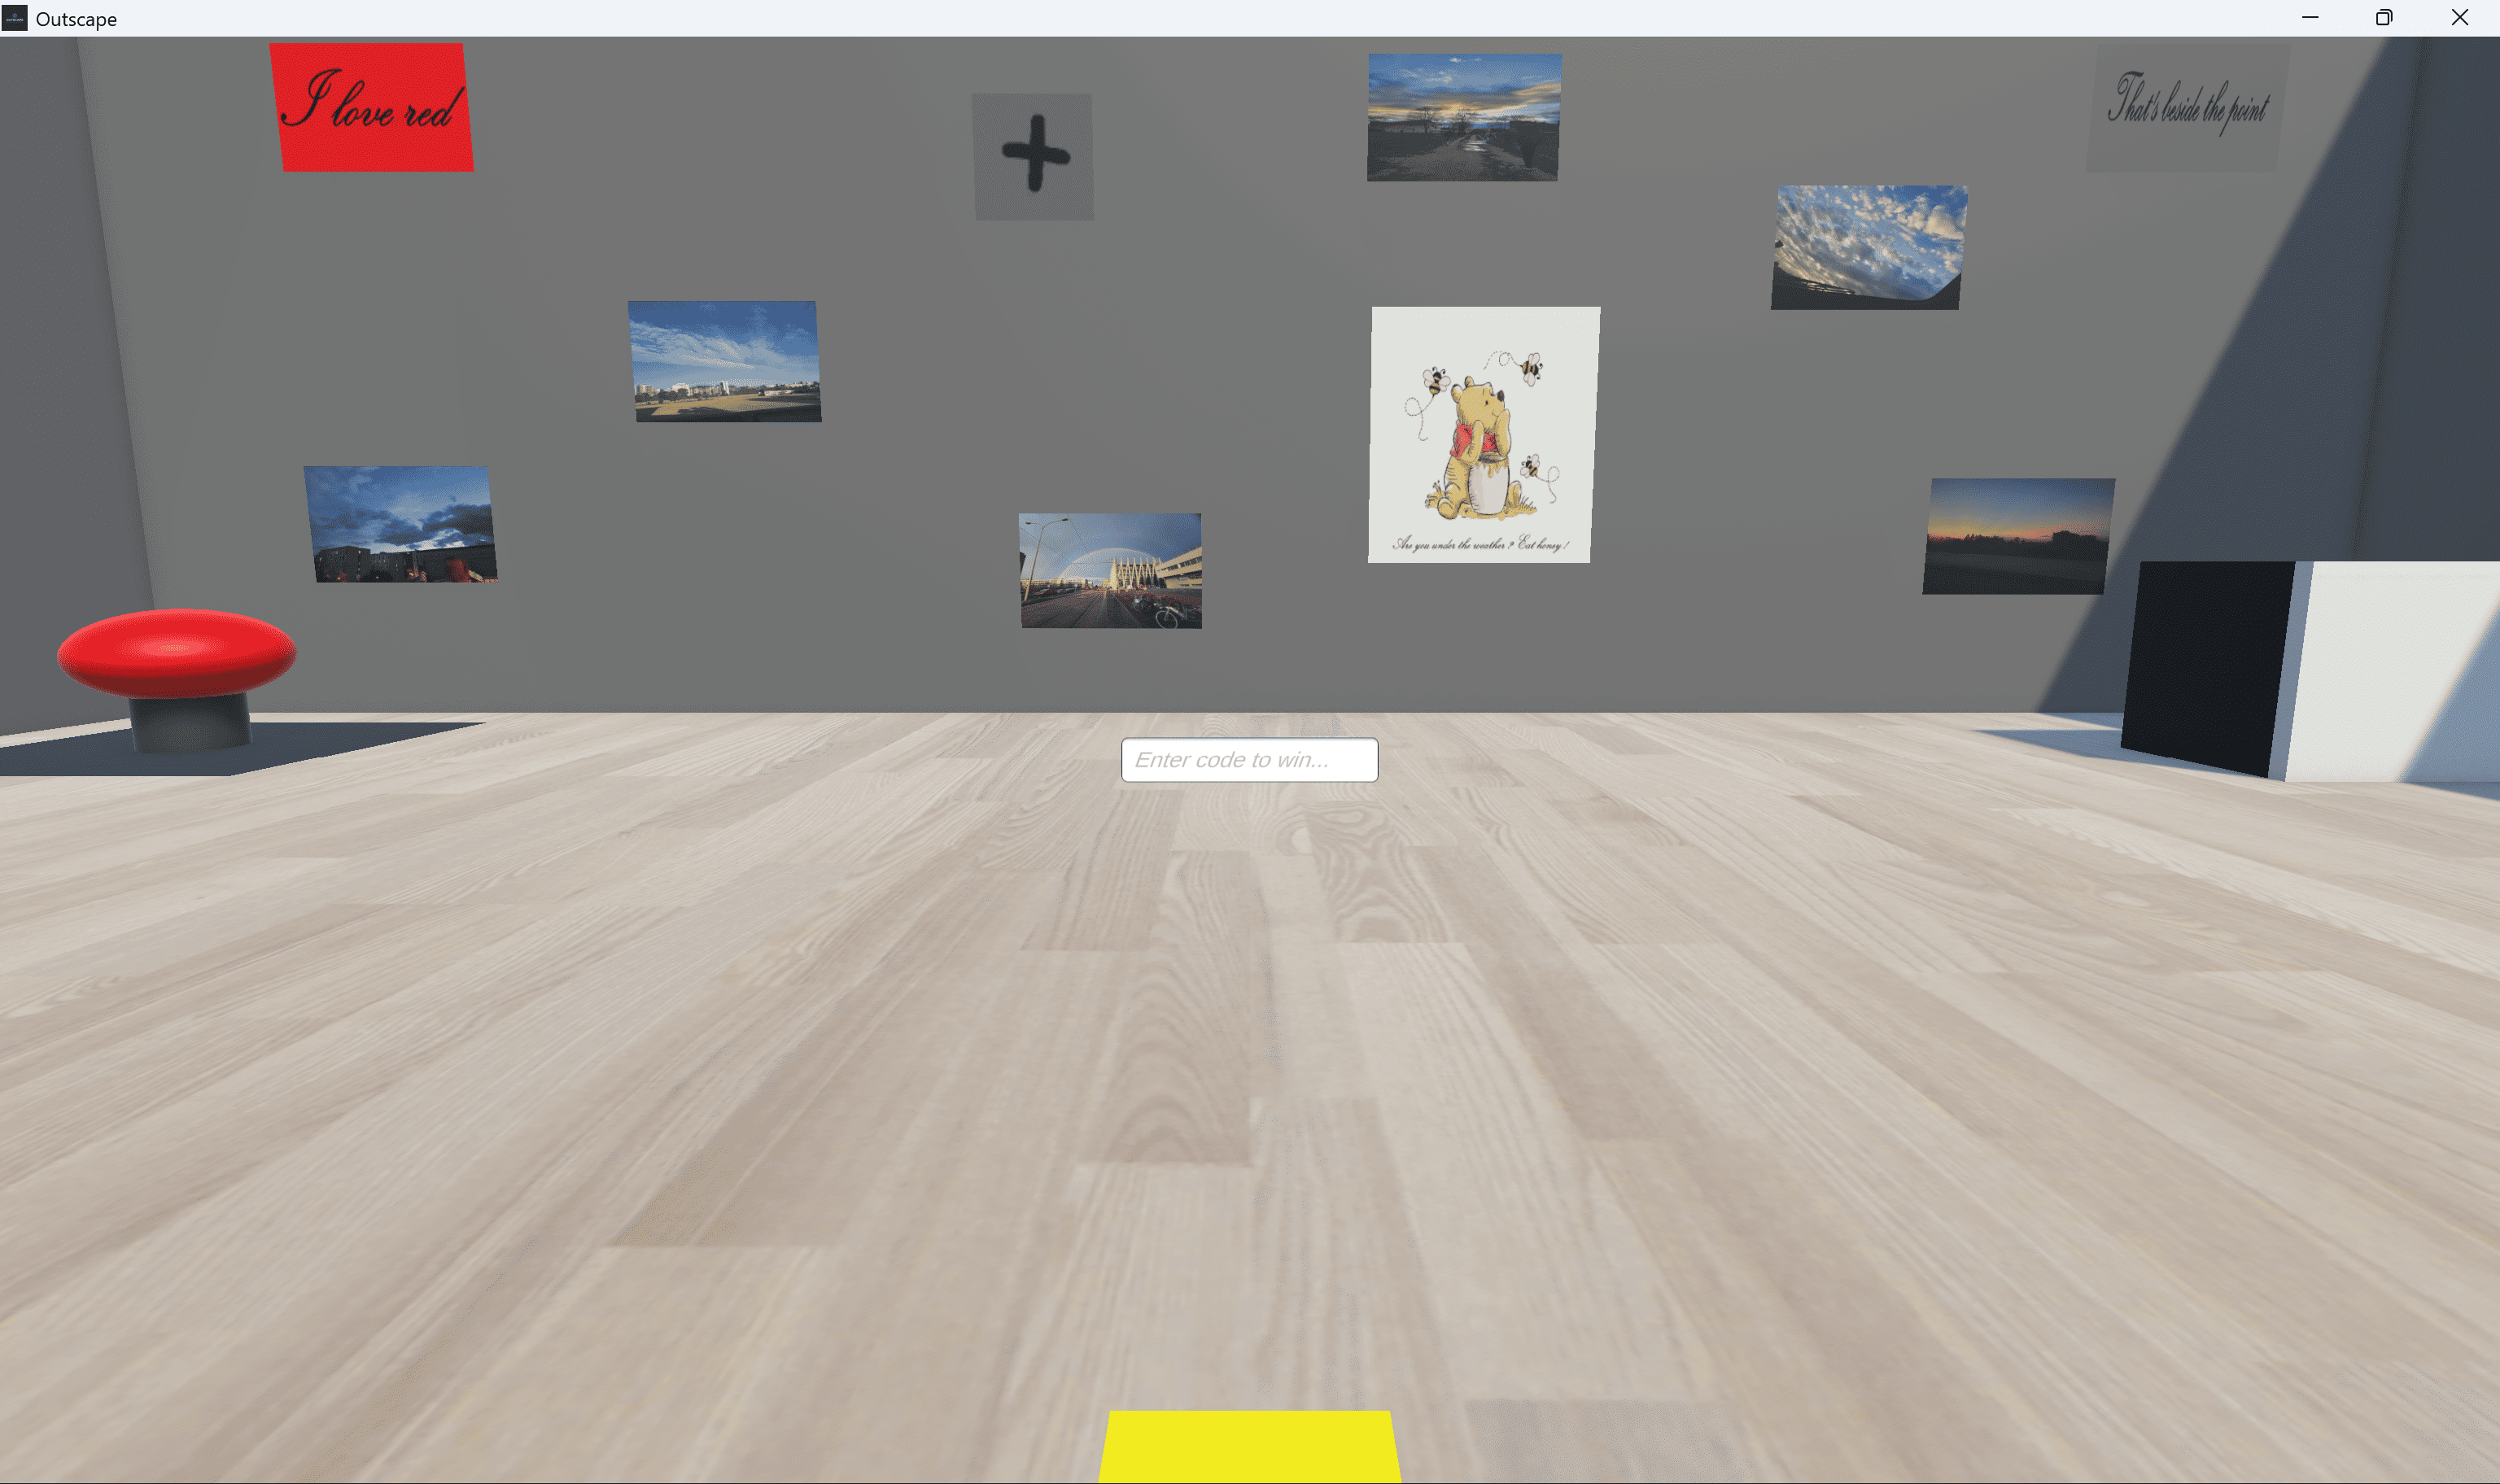 Outscape
I love red
+
That's beside the point
Are you under the weather? Eat honey!
Enter code to win...